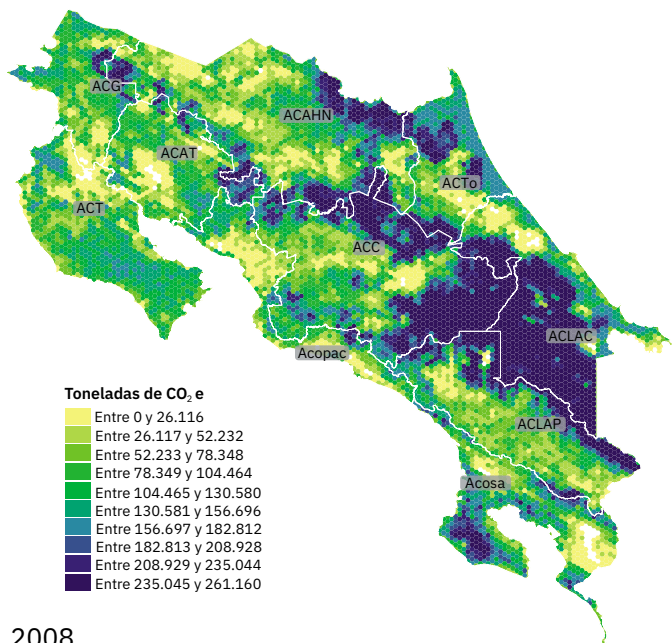 ACG
ACAHN
ACAT
ACTo
ACT
ACC
ACLAC
Acopac
ACLAP
Acosa
Toneladas de CO₂ e
Entre 0 y 26.116
Entre 26.117 y 52.232
Entre 52.233 y 78.348
Entre 78.349 y 104.464
Entre 104.465 y 130.580
Entre 130.581 y 156.696
Entre 156.697 y 182.812
Entre 182.813 y 208.928
Entre 208.929 y 235.044
Entre 235.045 y 261.160
2008